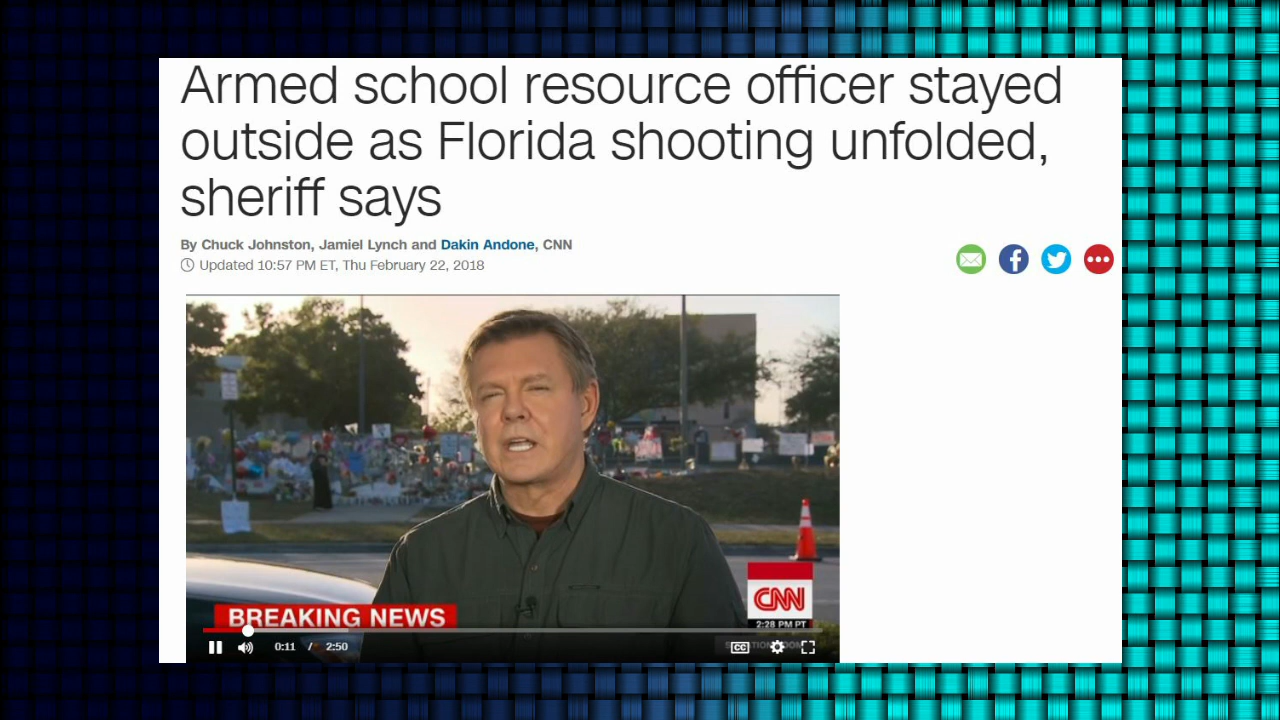 Armed school resource officer stayed
outside as Florida shooting unfolded,
sheriff says
By Chuck Johnston, Jamiel Lynch and Dakin Andone, CNN
Updated 10:57 PM ET, Thu February 22, 2018
BREAKING NEWS
CNN
2:28 PM PT
0:11 / 2:50
CC